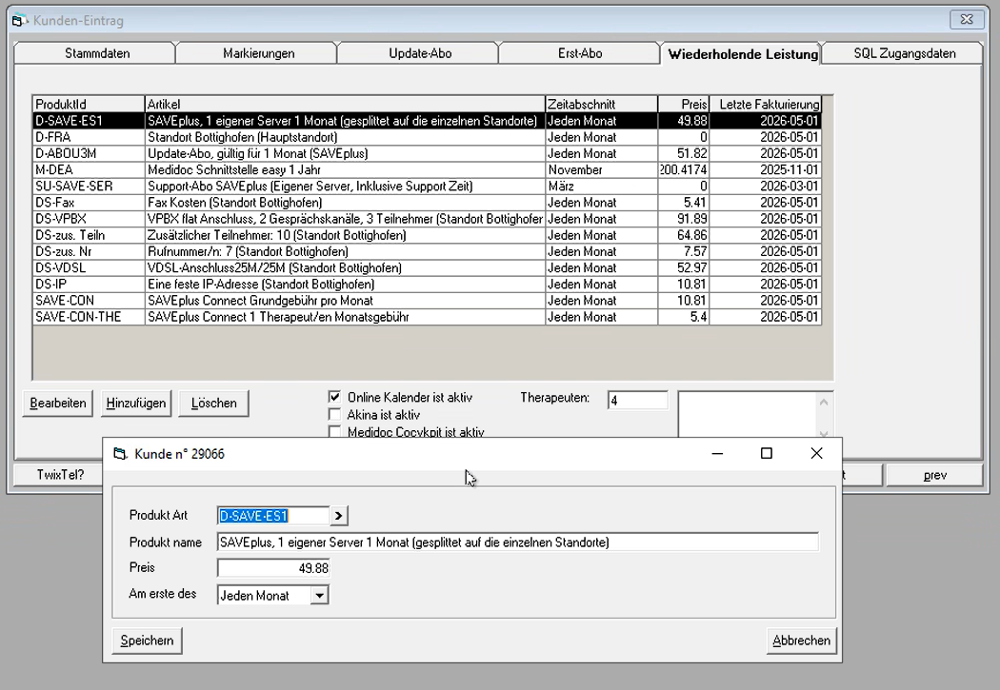 Kunden-Eintrag
Stammdaten Markierungen Update-Abo Erst-Abo Wiederholende Leistung SQL Zugangsdaten
ProduktId Artikel Zeitabschnitt Preis Letzte Fakturierung
D-SAVE-ES1 SAVEplus, 1 eigener Server 1 Monat (gesplittet auf die einzelnen Standorte) Jeden Monat 49.88 2026-05-01
D-FRA Standort Bottighofen (Hauptstandort) Jeden Monat 0 2026-05-01
D-ABOU3M Update-Abo, gültig für 1 Monat (SAVEplus) Jeden Monat 51.82 2026-05-01
M-DEA Medidoc Schnittstelle easy 1 Jahr November 200.4174 2025-11-01
SU-SAVE-SER Support-Abo SAVEplus (Eigener Server, Inklusive Support Zeit) März 0 2026-03-01
DS-Fax Fax Kosten (Standort Bottighofen) Jeden Monat 5.41 2026-05-01
DS-VPBX VPBX flat Anschluss, 2 Gesprächskanäle, 3 Teilnehmer (Standort Bottighofer Jeden Monat 91.89 2026-05-01
DS-zus. Teiln Zusätzlicher Teilnehmer: 10 (Standort Bottighofen) Jeden Monat 64.86 2026-05-01
DS-zus. Nr Rufnummer/n: 7 (Standort Bottighofen) Jeden Monat 7.57 2026-05-01
DS-VDSL VDSL-Anschluss25M/25M (Standort Bottighofen) Jeden Monat 52.97 2026-05-01
DS-IP Eine feste IP-Adresse (Standort Bottighofen) Jeden Monat 10.81 2026-05-01
SAVE-CON SAVEplus Connect Grundgebühr pro Monat Jeden Monat 10.81 2026-05-01
SAVE-CON-THE SAVEplus Connect 1 Therapeut/en Monatsgebühr Jeden Monat 5.4 2026-05-01
Bearbeiten Hinzufügen Löschen Online Kalender ist aktiv Therapeuten: 4
Akina ist aktiv
Medidoc Cocykpit ist aktiv
TwixTel? t prev
Kunde n° 29066
Produkt Art D-SAVE-ES1 >
Produkt name SAVEplus, 1 eigener Server 1 Monat (gesplittet auf die einzelnen Standorte)
Preis 49.88
Am erste des Jeden Monat
Speichern Abbrechen